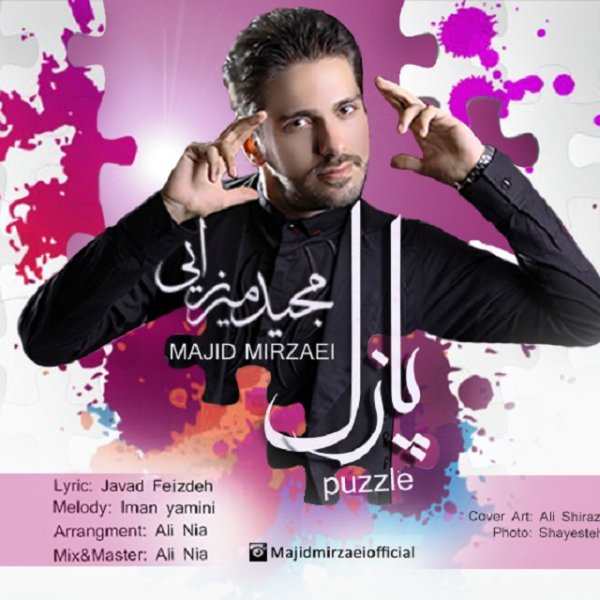 مجید میرزایی
MAJID MIRZAEI
پازل
puzzle
Lyric: Javad Feizdeh
Melody: Iman yamini
Arrangment: Ali Nia
Mix&Master: Ali Nia
Majidmirzaeiofficial
Cover Art: Ali Shiraz
Photo: Shayesteh